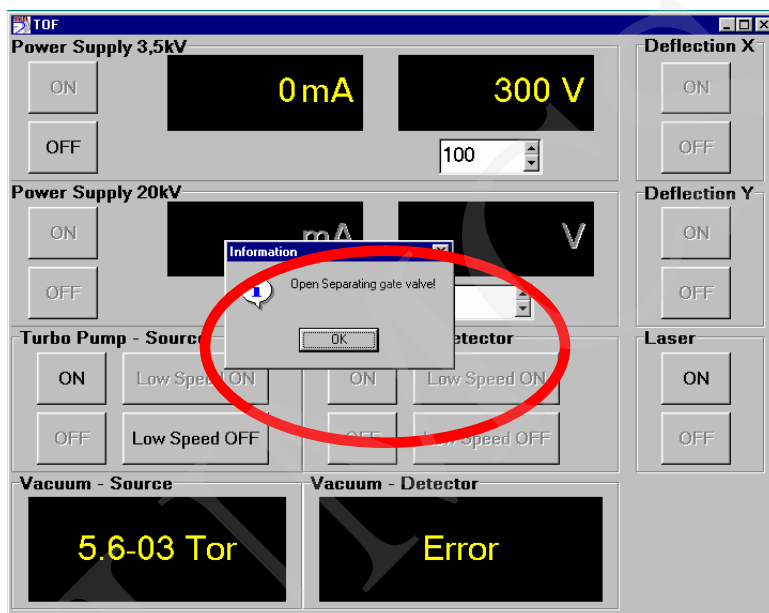 TOF
Power Supply 3,5kV
Deflection X
ON
0 mA
300 V
ON
OFF
100
OFF
Power Supply 20kV
Deflection Y
ON
mA
V
ON
Information
Open Separating gate valve!
OFF
OFF
OK
Turbo Pump - Source
etector
Laser
ON
Low Speed ON
ON
Low Speed ON
ON
OFF
Low Speed OFF
OFF
Low Speed OFF
OFF
Vacuum - Source
Vacuum - Detector
5.6-03 Tor
Error